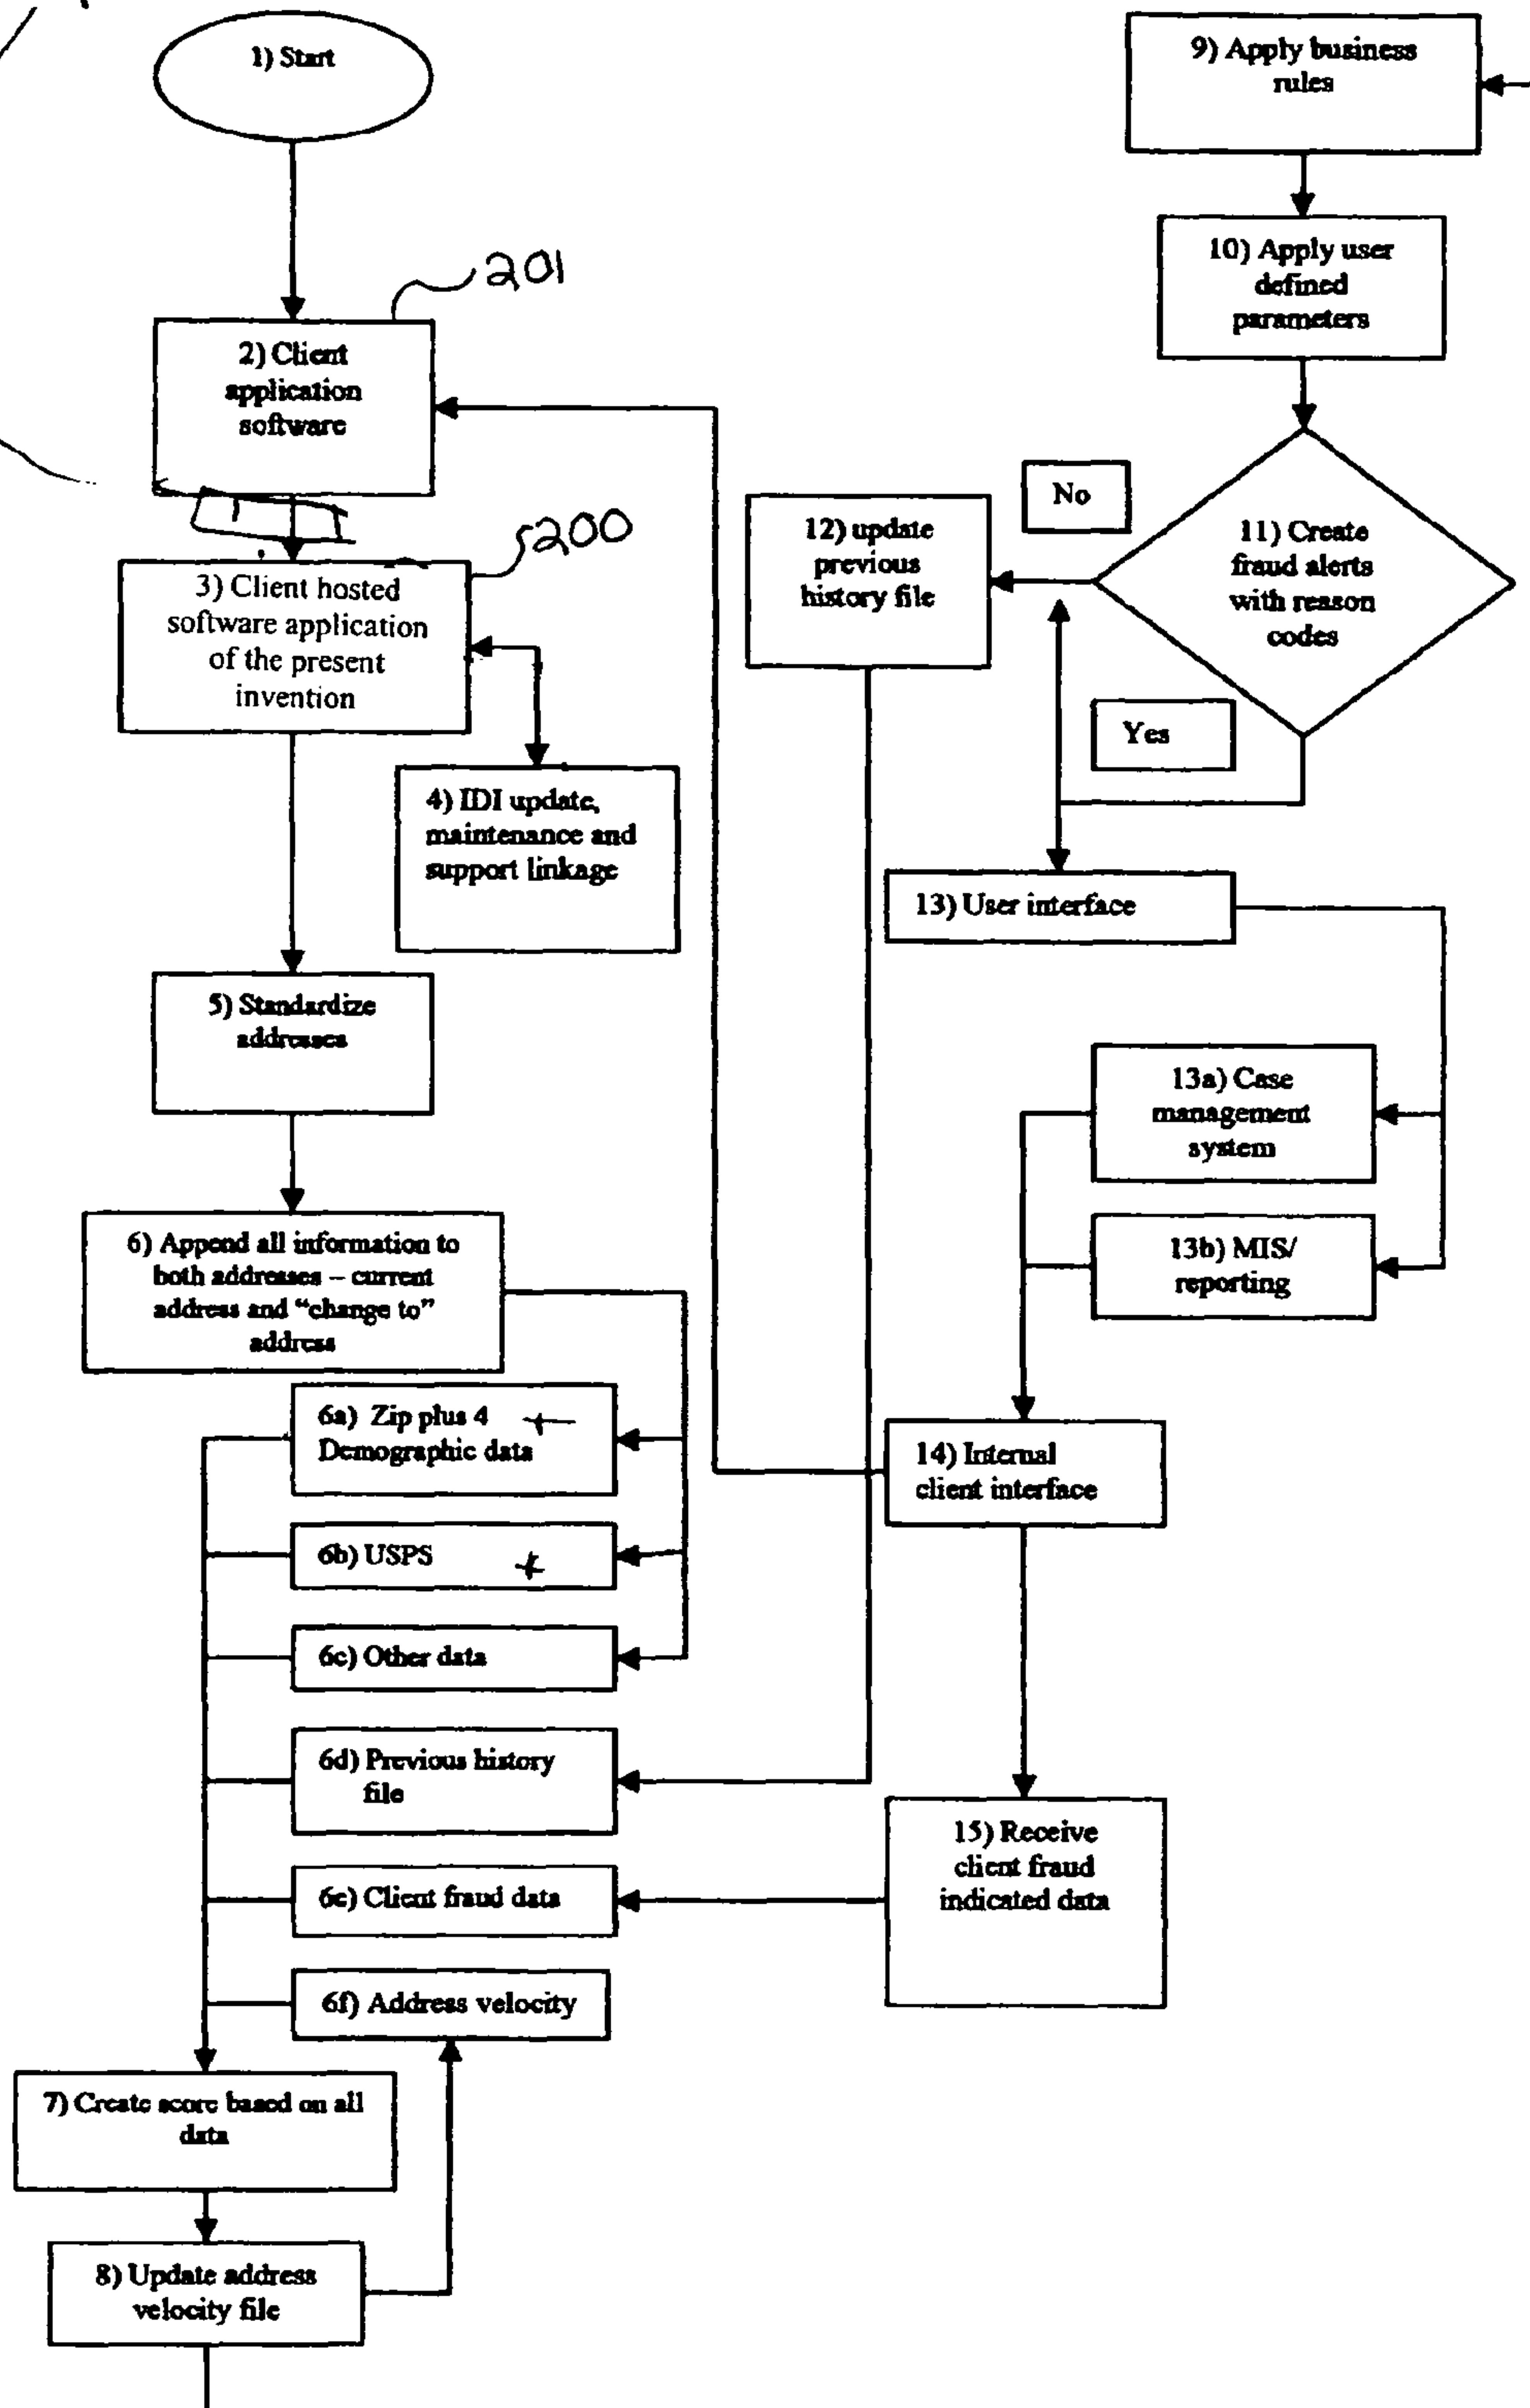 1) Start
201
2) Client
application
software
200
3) Client hosted
software application
of the present
invention
4) IDI update,
maintenance and
support linkage
5) Standardize
addresses
6) Append all information to
both addresses – current
address and “change to”
address
6a) Zip plus 4
Demographic data
6b) USPS
6c) Other data
6d) Previous history
file
6e) Client fraud data
6f) Address velocity
7) Create score based on all
data
8) Update address
velocity file
9) Apply business
rules
10) Apply user
defined
parameters
11) Create
fraud alerts
with reason
codes
No
12) update
previous
history file
Yes
13) User interface
13a) Case
management
system
13b) MIS/
reporting
14) Internal
client interface
15) Receive
client fraud
indicated data